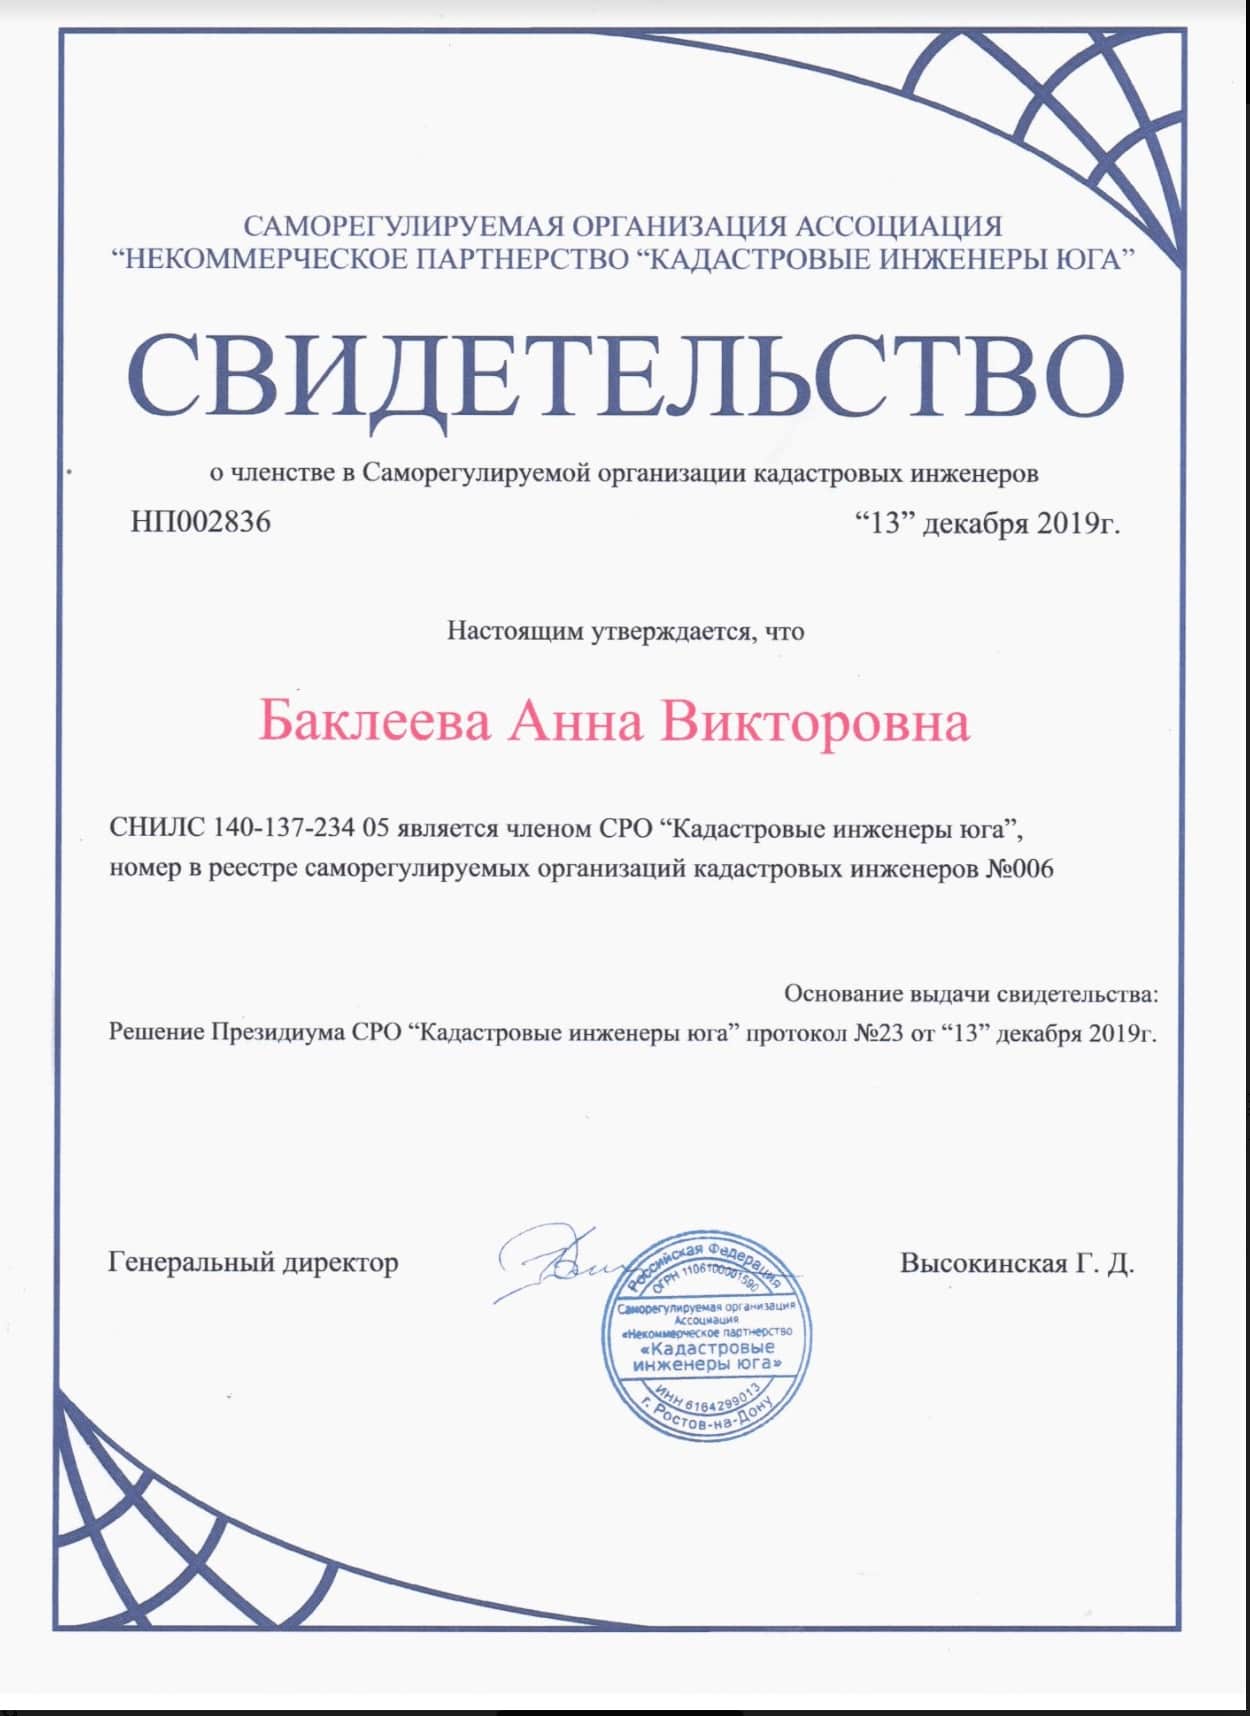 САМОРЕГУЛИРУЕМАЯ ОРГАНИЗАЦИЯ АССОЦИАЦИЯ
“НЕКОММЕРЧЕСКОЕ ПАРТНЕРСТВО “КАДАСТРОВЫЕ ИНЖЕНЕРЫ ЮГА”
СВИДЕТЕЛЬСТВО
о членстве в Саморегулируемой организации кадастровых инженеров
НП002836 “13” декабря 2019г.
Настоящим утверждается, что
Баклеева Анна Викторовна
СНИЛС 140-137-234 05 является членом СРО “Кадастровые инженеры юга”,
номер в реестре саморегулируемых организаций кадастровых инженеров №006
Основание выдачи свидетельства:
Решение Президиума СРО “Кадастровые инженеры юга” протокол №23 от “13” декабря 2019г.
Генеральный директор Высокинская Г. Д.
Российская Федерация
ОГРН 1106100001590
Саморегулируемая организация
Ассоциация
«Некоммерческое партнерство
«Кадастровые
инженеры юга»
ИНН 6164299013
г. Ростов-на-Дону